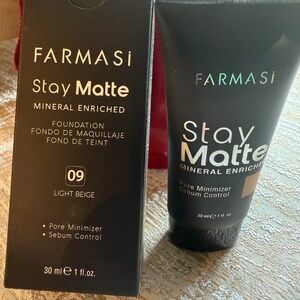 FARMASi
Stay Matte
MINERAL ENRICHED
FOUNDATION
FONDO DE MAQUILLAJE
FOND DE TEINT
09
LIGHT BEIGE
• Pore Minimizer
• Sebum Control
30 ml ℮ 1 fl.oz.
FARMASi
Stay
Matte
MINERAL ENRICHED
Pore Minimizer
Sebum Control
30 ml ℮ 1 fl.oz.